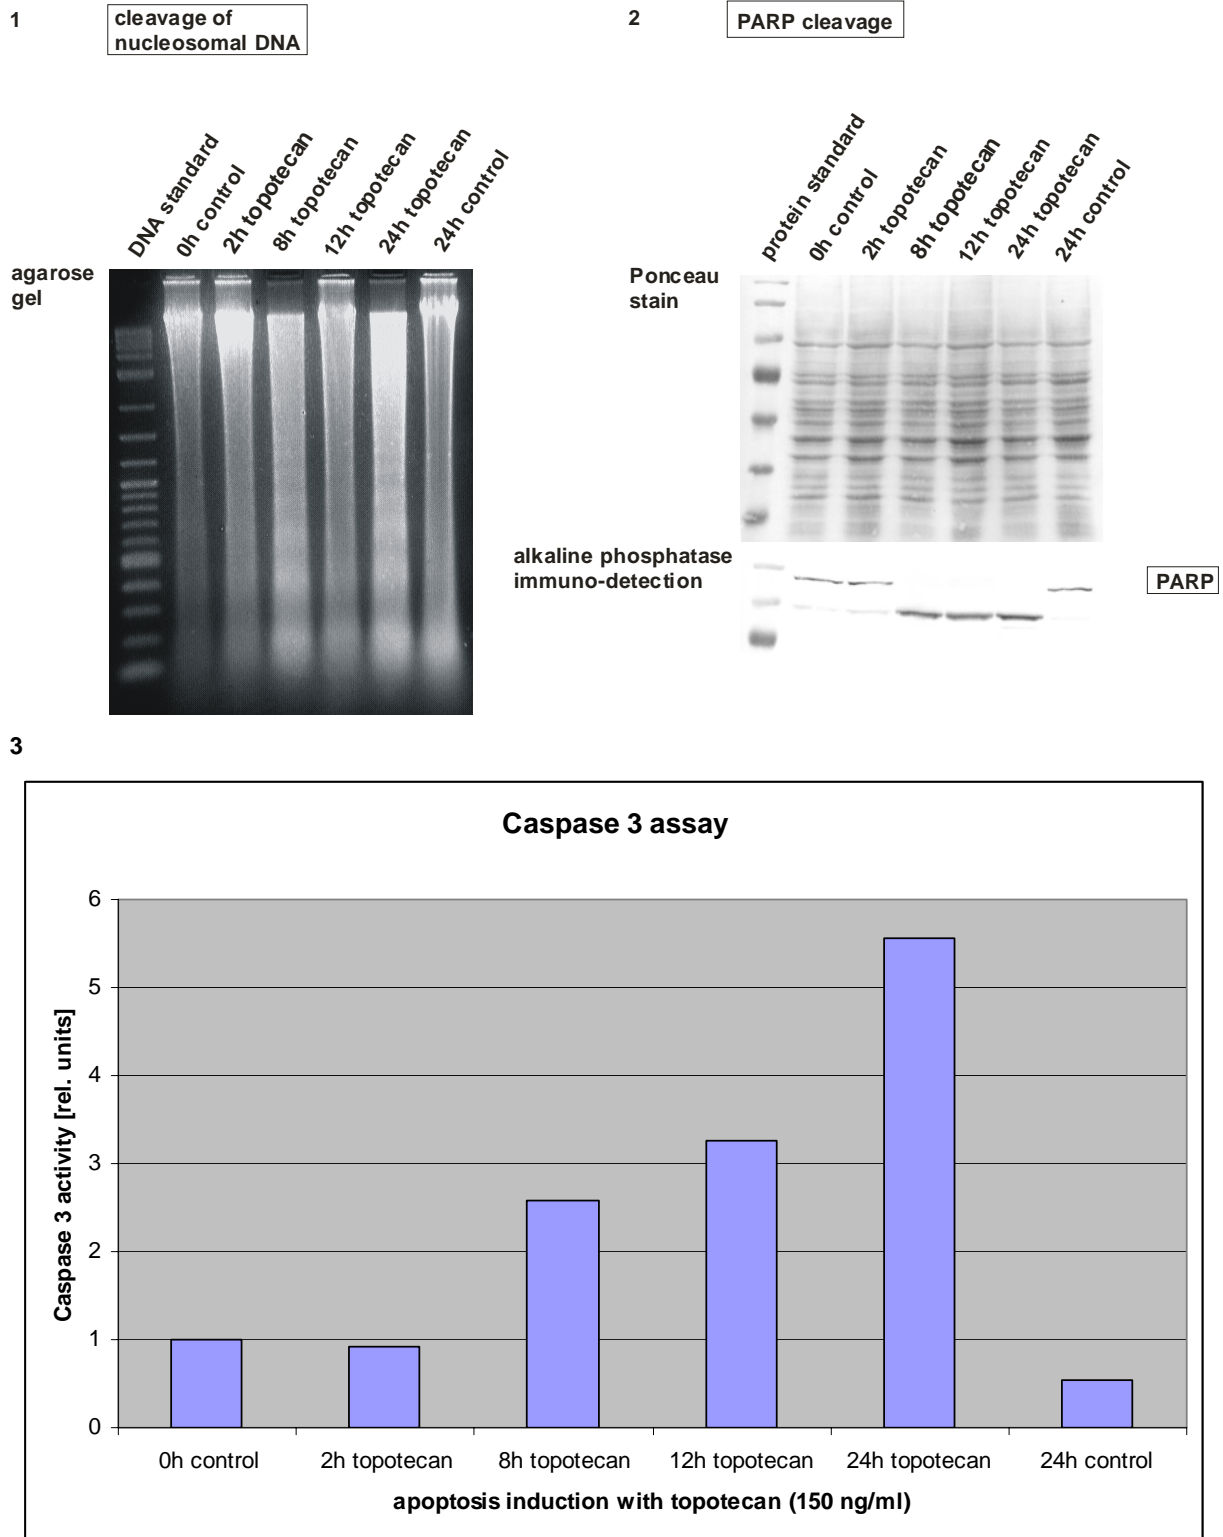 1
cleavage of
nucleosomal DNA
DNA standard
0h control
2h topotecan
8h topotecan
12h topotecan
24h topotecan
24h control
agarose
gel
2
PARP cleavage
protein standard
0h control
2h topotecan
8h topotecan
12h topotecan
24h topotecan
24h control
Ponceau
stain
alkaline phosphatase
immuno-detection
PARP
3
Caspase 3 assay
Caspase 3 activity [rel. units]
6
5
4
3
2
1
0
0h control
2h topotecan
8h topotecan
12h topotecan
24h topotecan
24h control
apoptosis induction with topotecan (150 ng/ml)